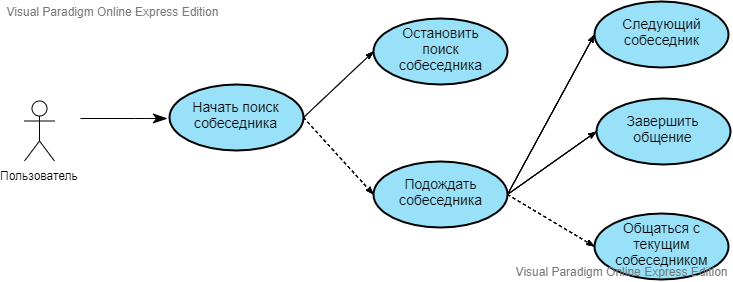 Visual Paradigm Online Express Edition
Пользователь
Начать поиск
собеседника
Остановить
поиск
собеседника
Подождать
собеседника
Следующий
собеседник
Завершить
общение
Общаться с
текущим
собеседником
Visual Paradigm Online Express Edition